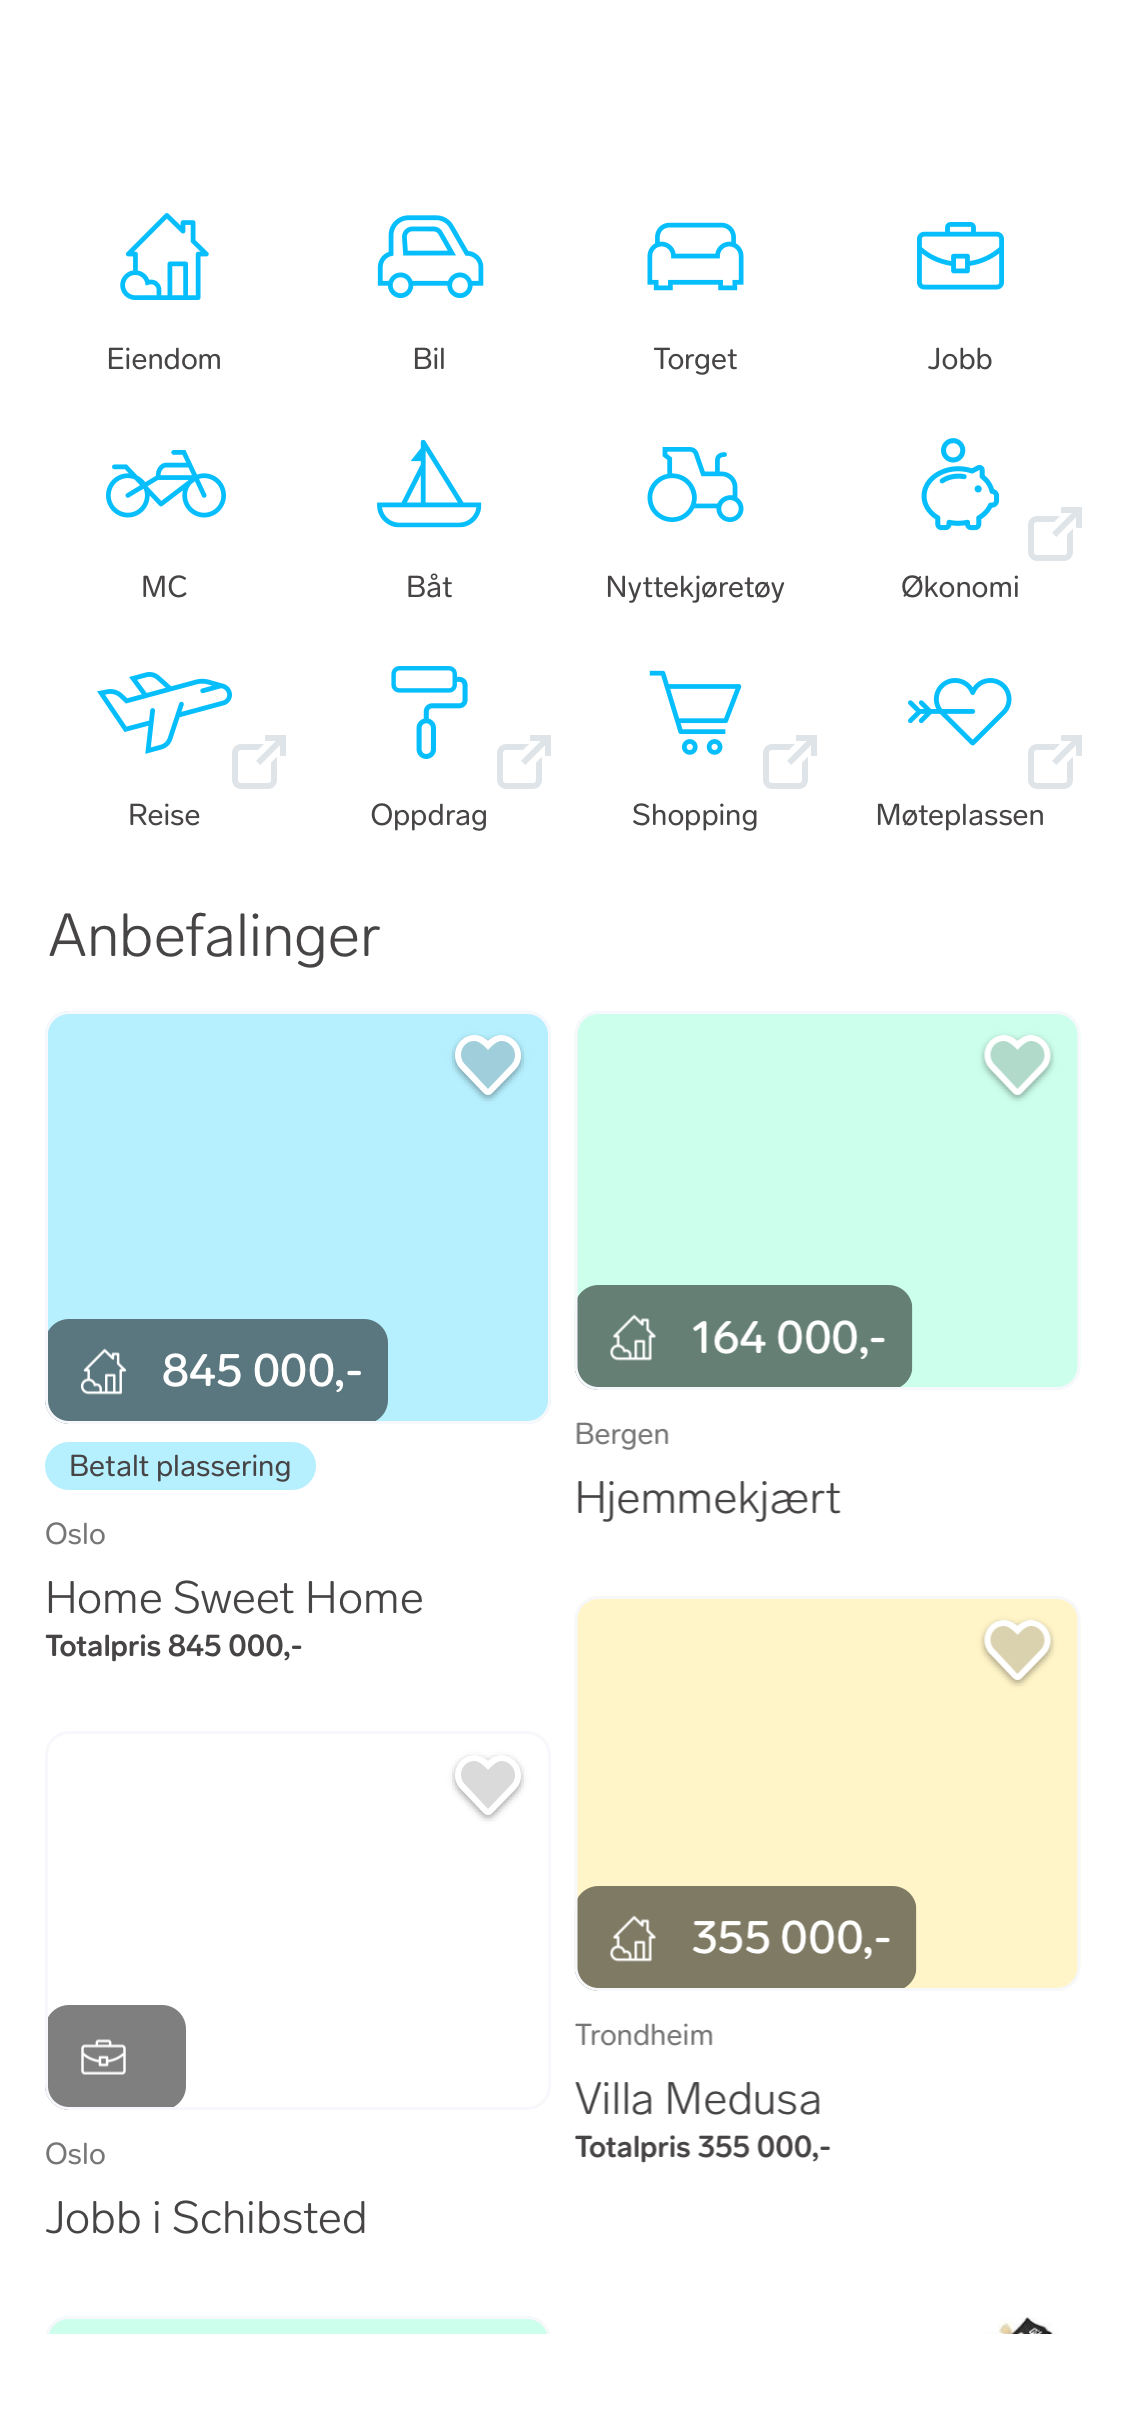 Eiendom
Bil
Torget
Jobb
MC
Båt
Nyttekjøretøy
Økonomi
Reise
Oppdrag
Shopping
Møteplassen
Anbefalinger
845 000,-
Betalt plassering
Oslo
Home Sweet Home
Totalpris 845 000,-
164 000,-
Bergen
Hjemmekjært
355 000,-
Trondheim
Villa Medusa
Totalpris 355 000,-
Oslo
Jobb i Schibsted